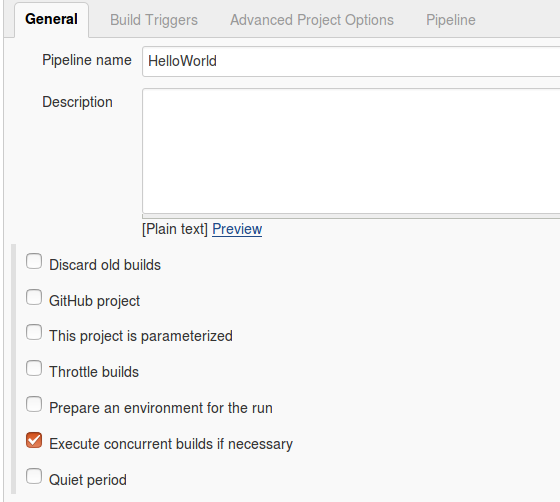 General Build Triggers Advanced Project Options Pipeline
Pipeline name HelloWorld
Description
[Plain text] Preview
Discard old builds
GitHub project
This project is parameterized
Throttle builds
Prepare an environment for the run
Execute concurrent builds if necessary
Quiet period